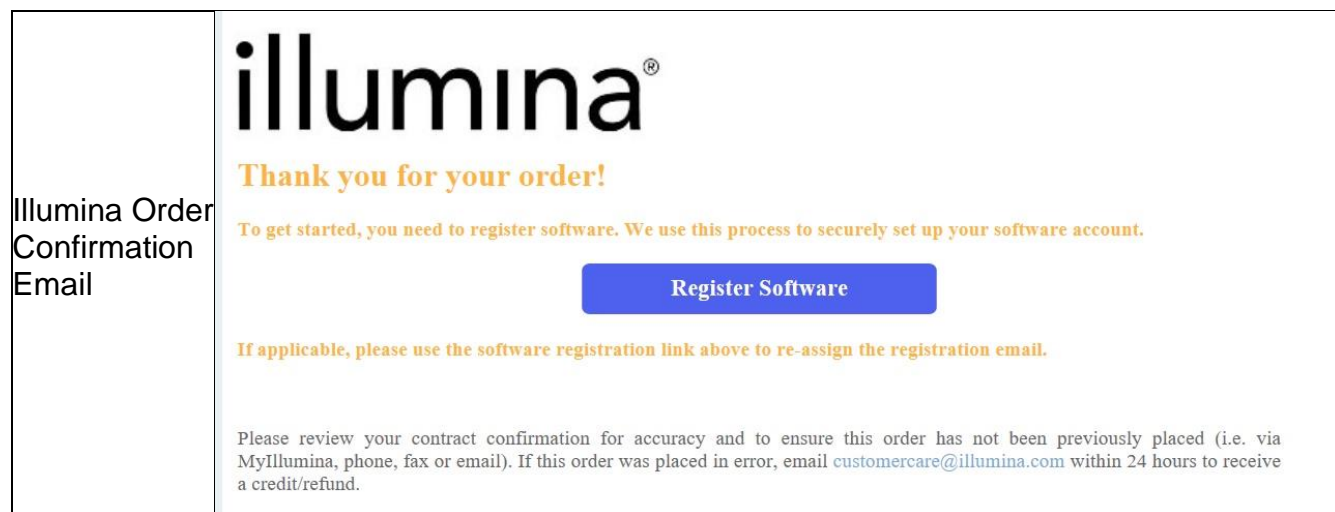 Illumina Order
Confirmation
Email
illumina®
Thank you for your order!
To get started, you need to register software. We use this process to securely set up your software account.
Register Software
If applicable, please use the software registration link above to re-assign the registration email.
Please review your contract confirmation for accuracy and to ensure this order has not been previously placed (i.e. via
MyIllumina, phone, fax or email). If this order was placed in error, email customercare@illumina.com within 24 hours to receive
a credit/refund.